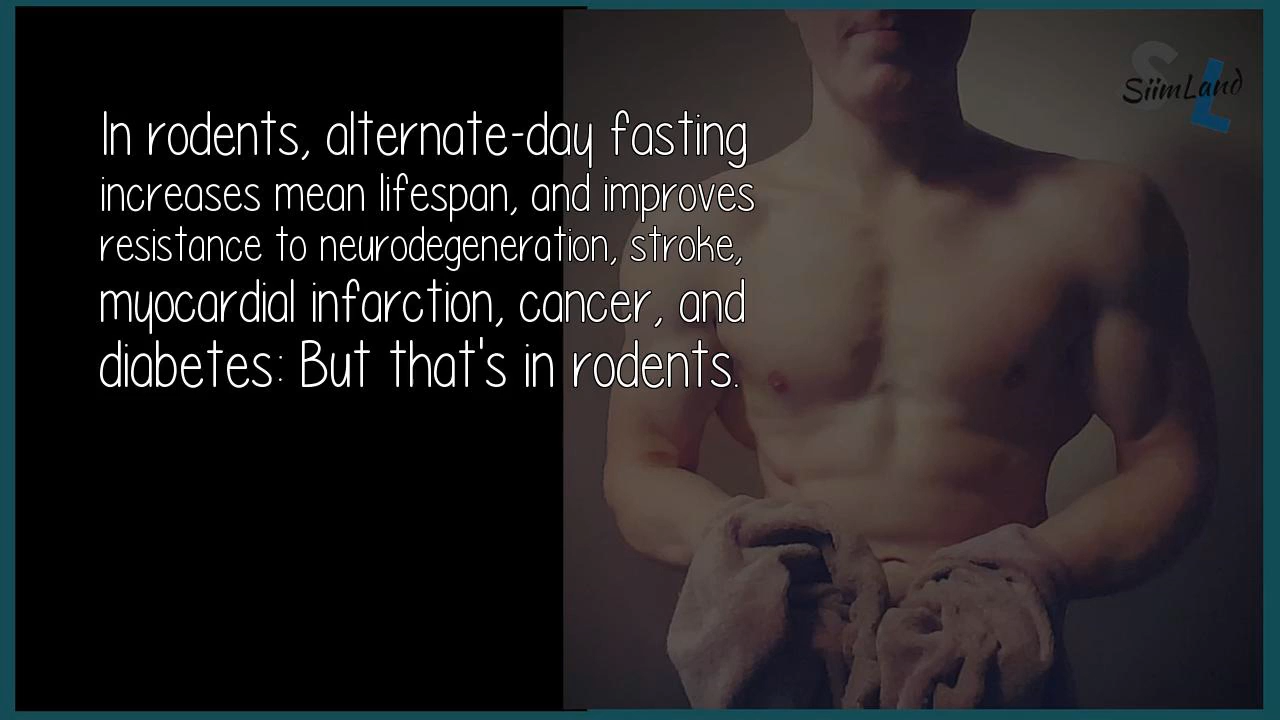 In rodents, alternate-day fasting
increases mean lifespan, and improves
resistance to neurodegeneration, stroke,
myocardial infarction, cancer, and
diabetes: But that's in rodents.
SL
SiimLand